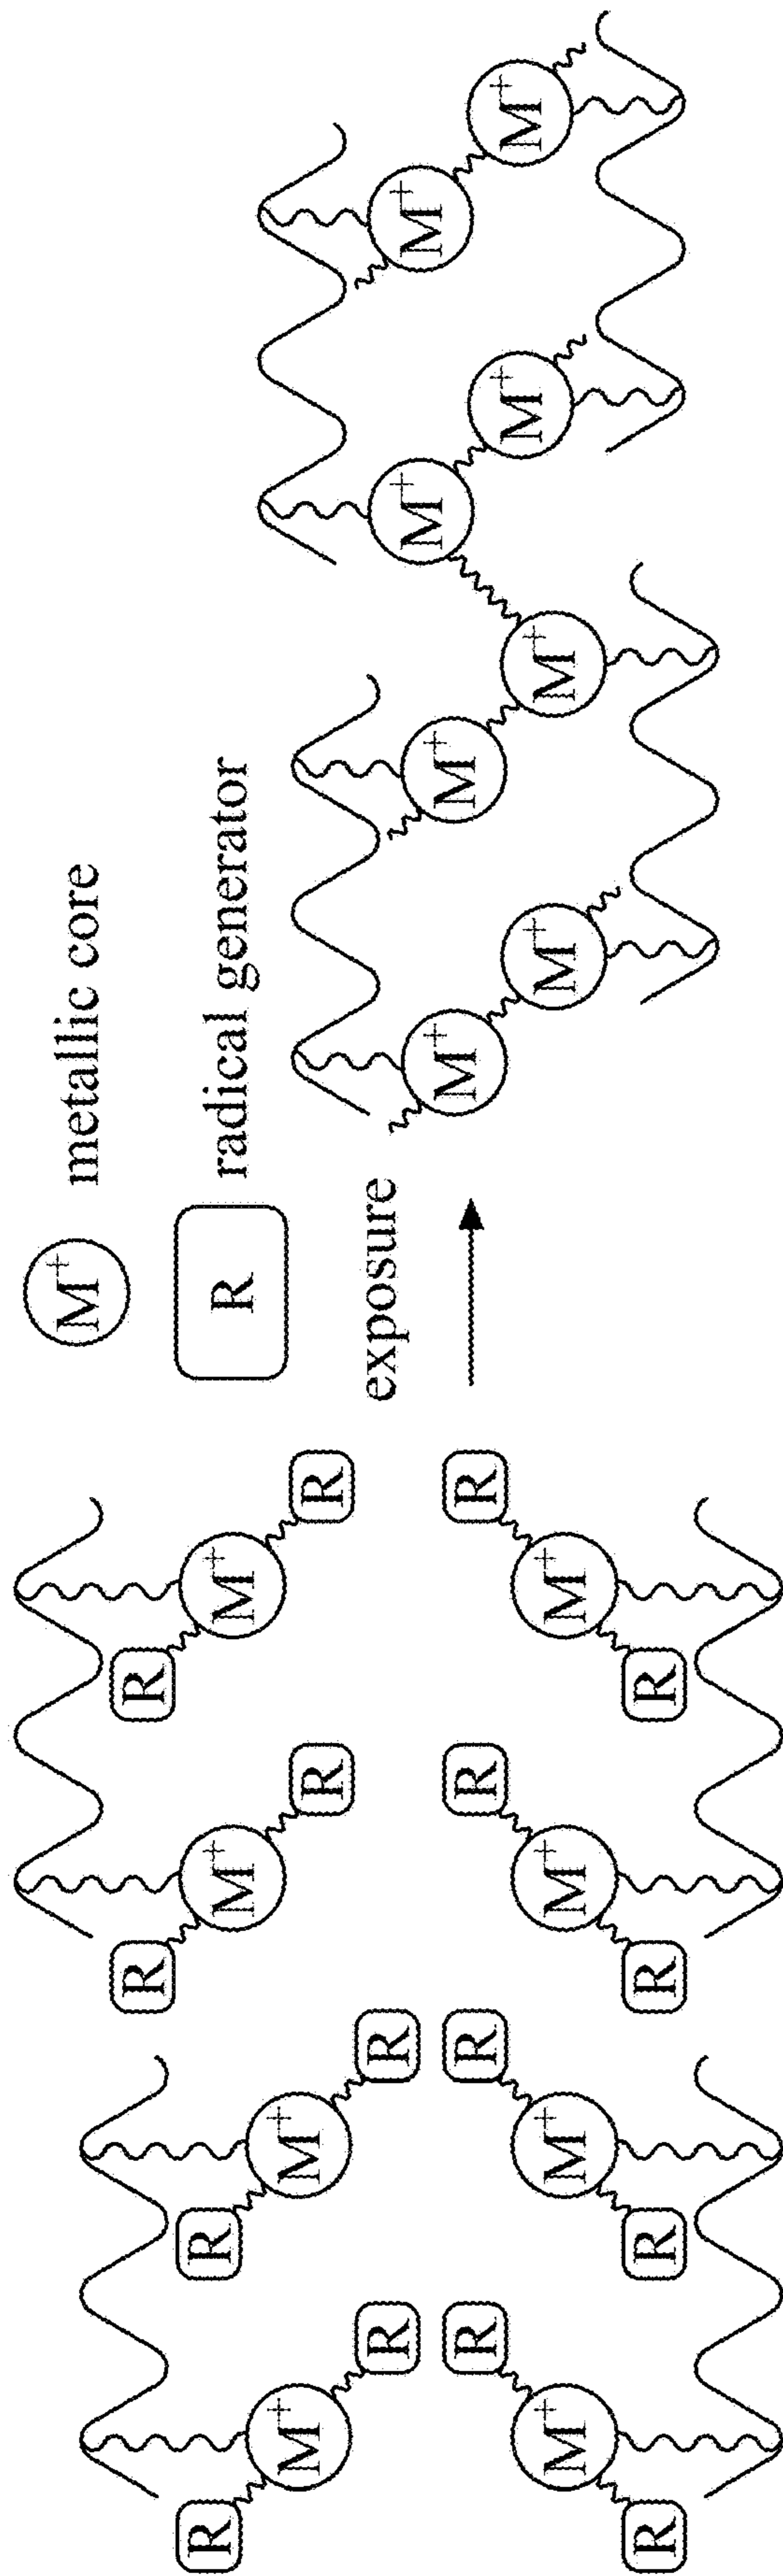 M⁺ metallic core
R R
R R
M⁺ M⁺
R radical generator
M⁺ M⁺
R R
R R
exposure
M⁺ M⁺ M⁺ M⁺
R R R R
M⁺ M⁺ M⁺ M⁺
M⁺ M⁺ M⁺ M⁺
R R R R